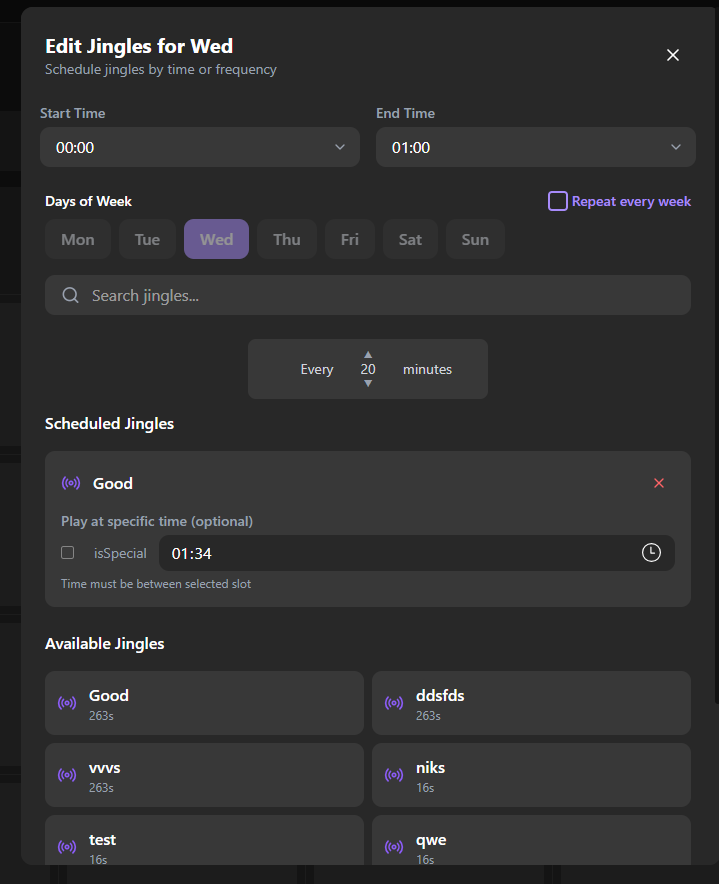 Edit Jingles for Wed
Schedule jingles by time or frequency
Start Time
End Time
00:00
01:00
Days of Week
Repeat every week
Mon
Tue
Wed
Thu
Fri
Sat
Sun
Search jingles...
Every
20
minutes
Scheduled Jingles
Good
Play at specific time (optional)
isSpecial
01:34
Time must be between selected slot
Available Jingles
Good
263s
ddsfds
263s
vvvs
263s
niks
16s
test
16s
qwe
16s